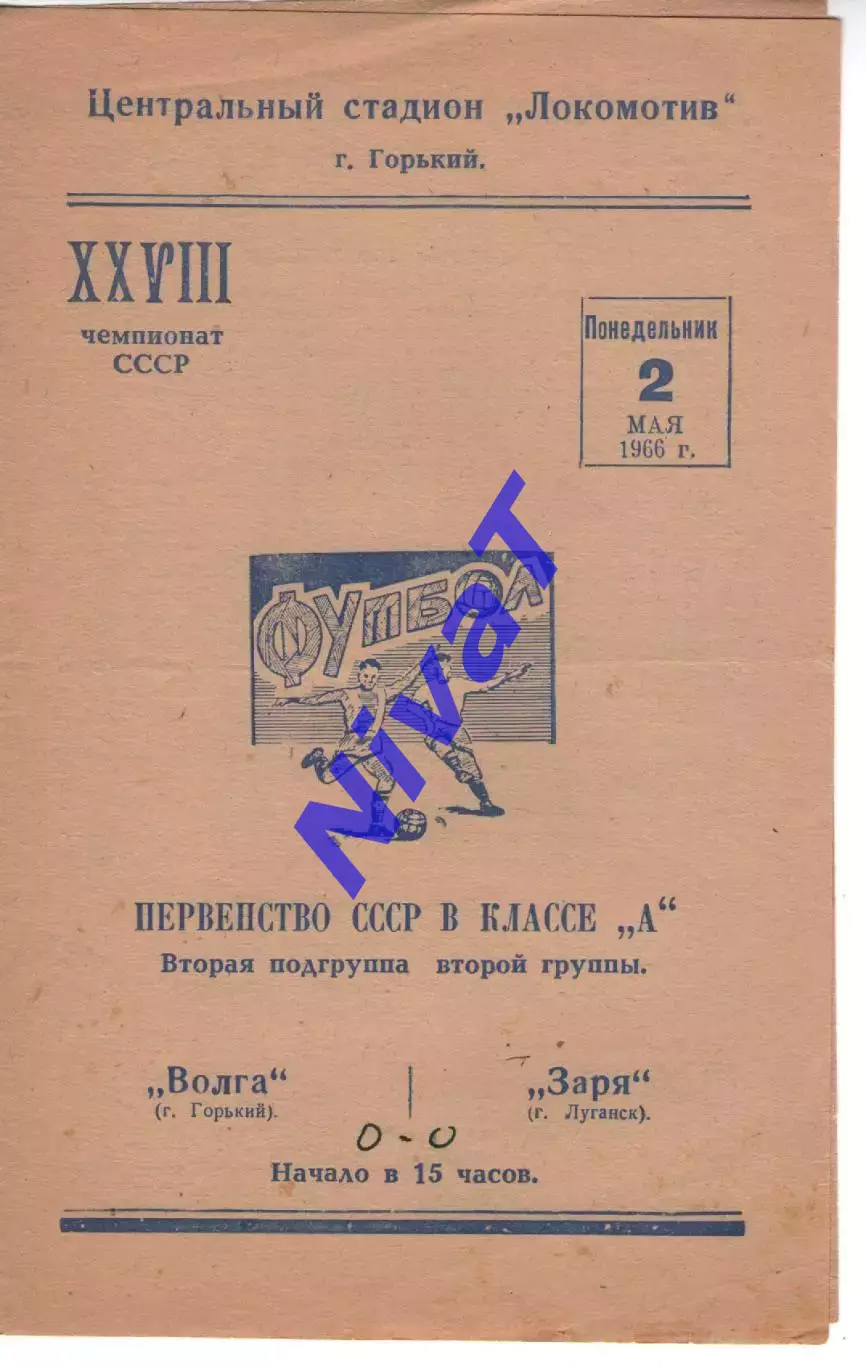 Центральный стадион „Локомотив“
г. Горький.
XXVIII
чемпионат
СССР
Понедельник
2
МАЯ
1966 г.
ФУТБОЛ
NivaT
ПЕРВЕНСТВО СССР В КЛАССЕ „А“
Вторая подгруппа второй группы.
„Волга“
(г. Горький).
„Заря“
(г. Луганск).
0-0
Начало в 15 часов.